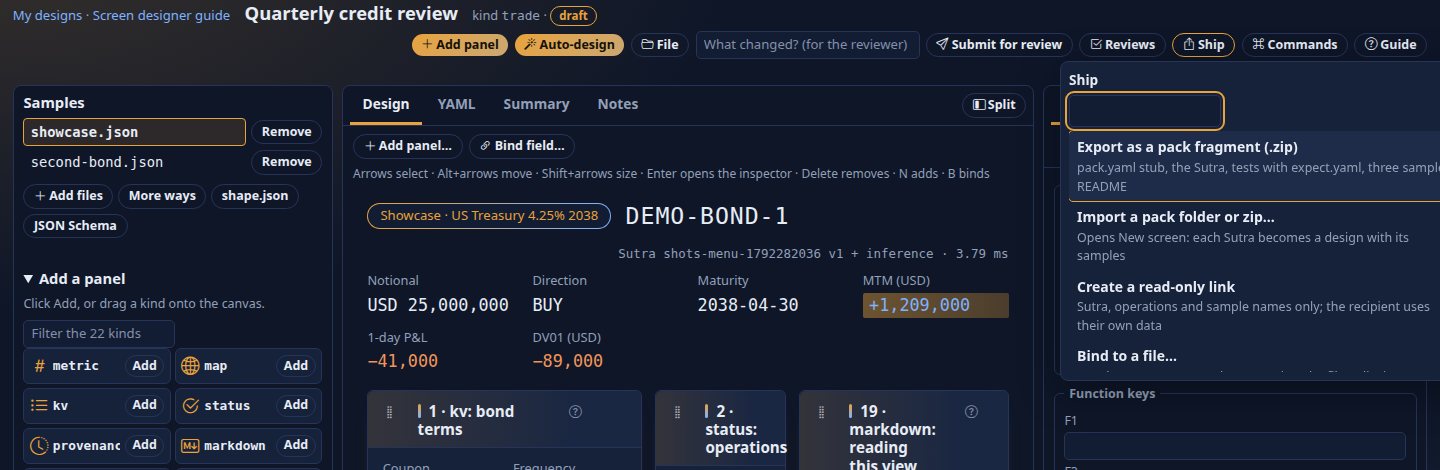 My designs · Screen designer guide Quarterly credit review kind trade · draft
+ Add panel Auto-design File What changed? (for the reviewer) Submit for review Reviews Ship ⌘ Commands Guide
Samples
showcase.json Remove
second-bond.json Remove
+ Add files More ways shape.json
JSON Schema
▼ Add a panel
Click Add, or drag a kind onto the canvas.
Filter the 22 kinds
# metric Add map Add
kv Add status Add
provenanc Add markdown Add
Design YAML Summary Notes Split
+ Add panel... Bind field...
Arrows select · Alt+arrows move · Shift+arrows size · Enter opens the inspector · Delete removes · N adds · B binds
Showcase · US Treasury 4.25% 2038 DEMO-BOND-1
Sutra shots-menu-1792282036 v1 + inference · 3.79 ms
Notional Direction Maturity MTM (USD)
USD 25,000,000 BUY 2038-04-30 +1,209,000
1-day P&L DV01 (USD)
−41,000 −89,000
1 · kv: bond
terms
2 ·
status:
operations
19 ·
markdown:
reading
this view
Coupon Frequency
Ship
Export as a pack fragment (.zip)
pack.yaml stub, the Sutra, tests with expect.yaml, three sample
README
Import a pack folder or zip...
Opens New screen: each Sutra becomes a design with its
samples
Create a read-only link
Sutra, operations and sample names only; the recipient uses
their own data
Bind to a file...
Function keys
F1